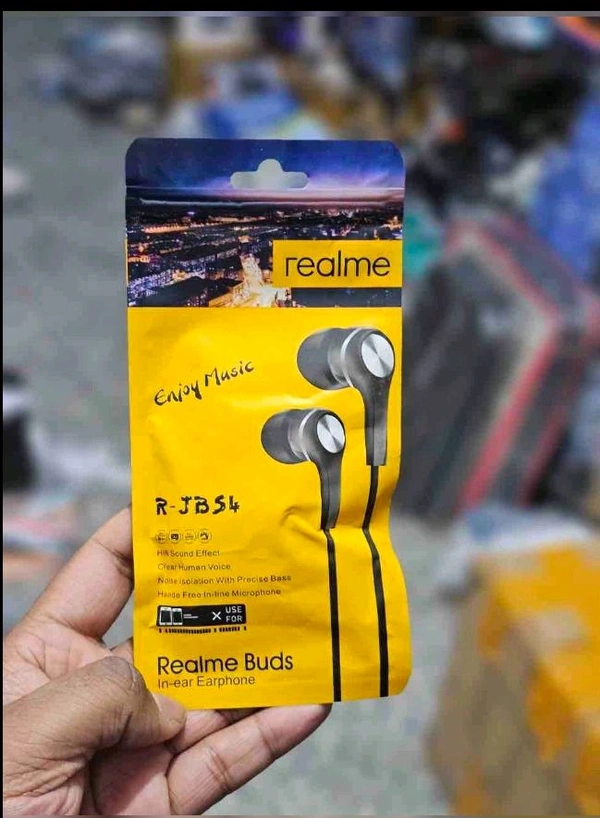 realme
Enjoy Music
R-JBS4
Hifi Sound Effect
Clear Human Voice
Noise Isolation With Precise Bass
Hands Free In-line Microphone
X USE
FOR
Realme Buds
In-ear Earphone